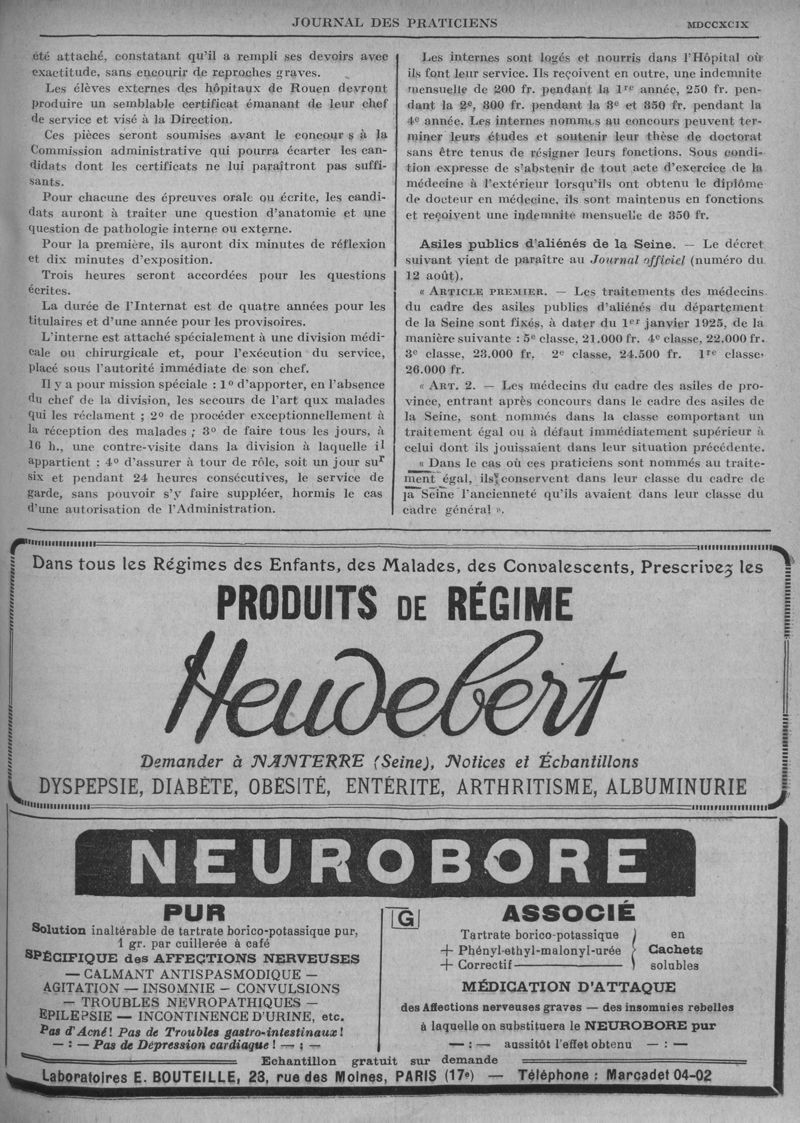 JOURNAL DES PRATICIENS
MDCCXCIX
été attaché, constatant qu'il a rempli ses devoirs avec
exactitude, sans encourir de reproches graves.
Les élèves externes des hôpitaux de Rouen devront
produire un semblable certificat émanant de leur chef
de service et visé à la Direction.
Ces pièces seront soumises avant le concour s à la
Commission administrative qui pourra écarter les can-
didats dont les certificats ne lui paraîtront pas suffi-
sants.
Pour chacune des épreuves orale ou écrite, les candi-
dats auront à traiter une question d'anatomie et une
question de pathologie interne ou externe.
Pour la première, ils auront dix minutes de réflexion
et dix minutes d'exposition.
Trois heures seront accordées pour les questions
écrites.
La durée de l'Internat est de quatre années pour les
titulaires et d'une année pour les provisoires.
L'interne est attaché spécialement à une division médi-
cale ou chirurgicale et, pour l'exécution du service,
placé sous l'autorité immédiate de son chef.
Il y a pour mission spéciale : 1º d'apporter, en l'absence
du chef de la division, les secours de l'art qux malades
qui les réclament ; 2º de procéder exceptionnellement à
la réception des malades ; 3º de faire tous les jours, à
16 h., une contre-visite dans la division à laquelle il
appartient : 4º d'assurer à tour de rôle, soit un jour sur
six et pendant 24 heures consécutives, le service de
garde, sans pouvoir s'y faire suppléer, hormis le cas
d'une autorisation de l'Administration.
Les internes sont logés et nourris dans l'Hôpital où
ils font leur service. Ils reçoivent en outre, une indemnite
mensuelle de 200 fr. pendant la 1re année, 250 fr. pen-
dant la 2e, 300 fr. pendant la 3e et 350 fr. pendant la
4e année. Les internes nommés au concours peuvent ter-
miner leurs études et soutenir leur thèse de doctorat
sans être tenus de résigner leurs fonctions. Sous condi-
tion expresse de s'abstenir de tout acte d'exercice de la
médecine à l'extérieur lorsqu'ils ont obtenu le diplôme
de docteur en médecine, ils sont maintenus en fonctions
et reçoivent une indemnité mensuelle de 350 fr.
Asiles publics d'aliénés de la Seine. — Le décret
suivant vient de paraître au Journal officiel (numéro du
12 août).
« ARTICLE PREMIER. — Les traitements des médecins
du cadre des asiles publics d'aliénés du département
de la Seine sont fixés, à dater du 1er janvier 1925, de la
manière suivante : 5e classe, 21.000 fr. 4e classe, 22.000 fr.
3e classe, 23.000 fr. 2e classe, 24.500 fr. 1re classe,
26.000 fr.
« ART. 2. — Les médecins du cadre des asiles de pro-
vince, entrant après concours dans le cadre des asiles de
la Seine, sont nommés dans la classe comportant un
traitement égal ou à défaut immédiatement supérieur à
celui dont ils jouissaient dans leur situation précédente.
« Dans le cas où ces praticiens sont nommés au traite-
ment égal, ils conservent dans leur classe du cadre de
la Seine l'ancienneté qu'ils avaient dans leur classe du
cadre général ».
Dans tous les Régimes des Enfants, des Malades, des Convalescents, Prescrivez les
PRODUITS DE RÉGIME
Heudebert
Demander à NANTERRE (Seine), Notices et Échantillons
DYSPEPSIE, DIABÈTE, OBÉSITÉ, ENTÉRITE, ARTHRITISME, ALBUMINURIE
NEUROBORE
PUR
Solution inaltérable de tartrate borico-potassique pur,
1 gr. par cuillerée à café
SPÉCIFIQUE des AFFECTIONS NERVEUSES
— CALMANT ANTISPASMODIQUE —
AGITATION — INSOMNIE - CONVULSIONS
— TROUBLES NÉVROPATHIQUES —
EPILEPSIE — INCONTINENCE D'URINE, etc.
Pas d'Acné! Pas de Troubles gastro-intestinaux!
— : — Pas de Dépression cardiaque ! — : —
G
ASSOCIÉ
Tartrate borico-potassique
+ Phényl-ethyl-malonyl-urée
+ Correctif
en
Cachets
solubles
MÉDICATION D'ATTAQUE
des Affections nerveuses graves — des insomnies rebelles
à laquelle on substituera le NEUROBORE pur
— : — aussitôt l'effet obtenu — : —
Echantillon gratuit sur demande
Laboratoires E. BOUTEILLE, 23, rue des Moines, PARIS (17e) — Téléphone : Marcadet 04-02